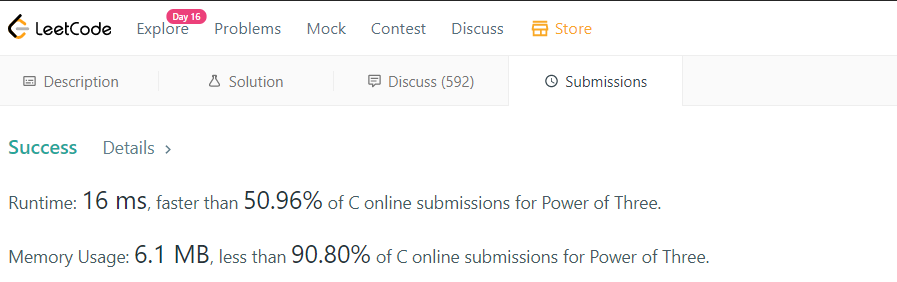 Day 16
LeetCode Explore Problems Mock Contest Discuss Store
Description Solution Discuss (592) Submissions
Success Details >
Runtime: 16 ms, faster than 50.96% of C online submissions for Power of Three.
Memory Usage: 6.1 MB, less than 90.80% of C online submissions for Power of Three.